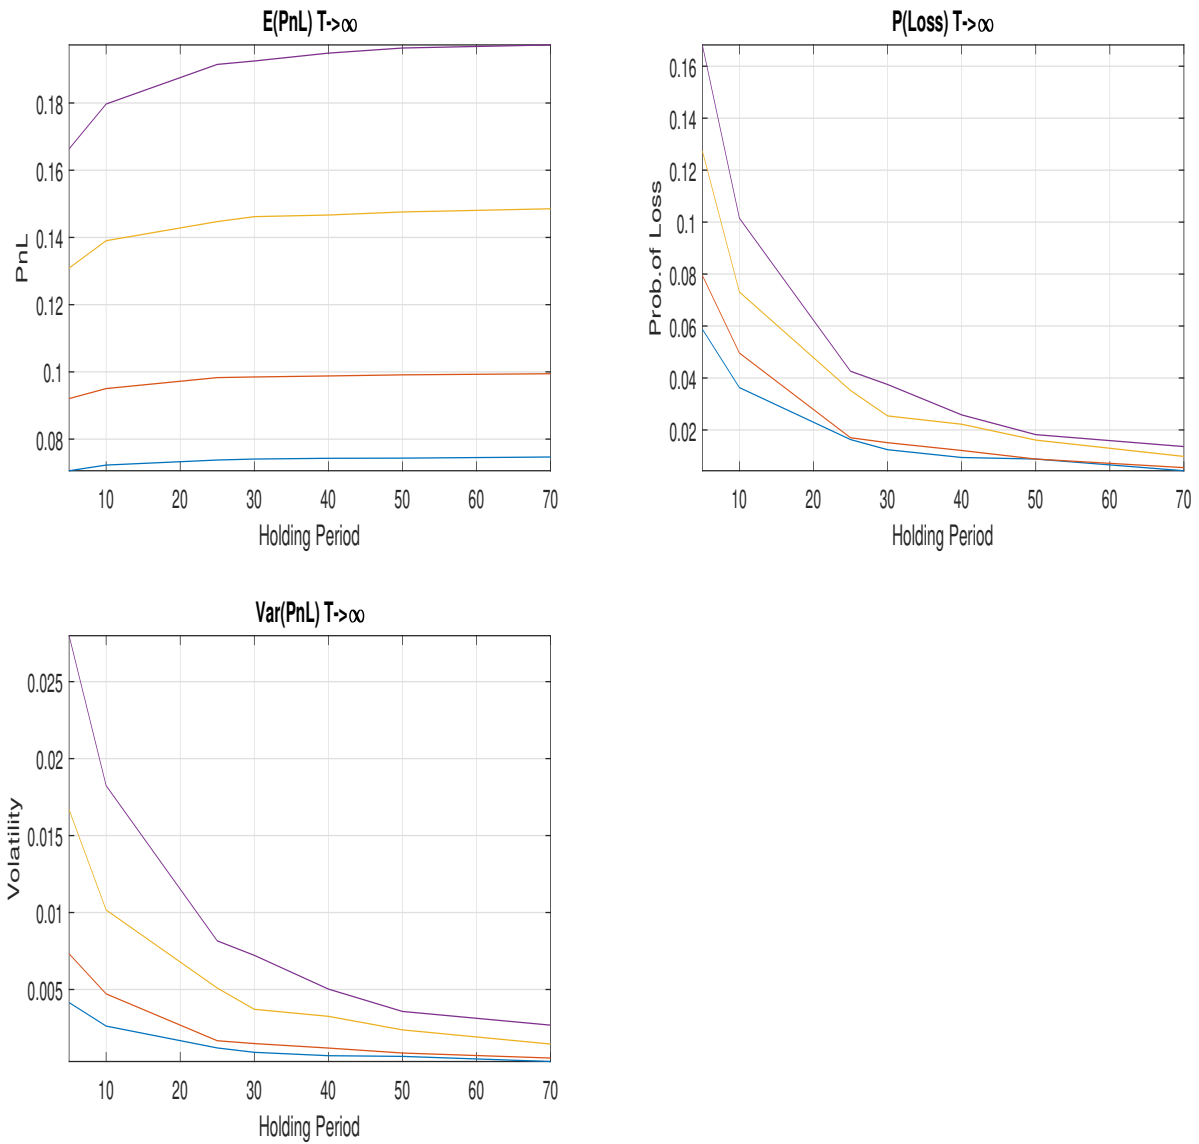 E(PnL) T->∞
PnL
0.18
0.16
0.14
0.12
0.1
0.08
10 20 30 40 50 60 70
Holding Period
P(Loss) T->∞
Prob.of Loss
0.16
0.14
0.12
0.1
0.08
0.06
0.04
0.02
10 20 30 40 50 60 70
Holding Period
Var(PnL) T->∞
Volatility
0.025
0.02
0.015
0.01
0.005
10 20 30 40 50 60 70
Holding Period